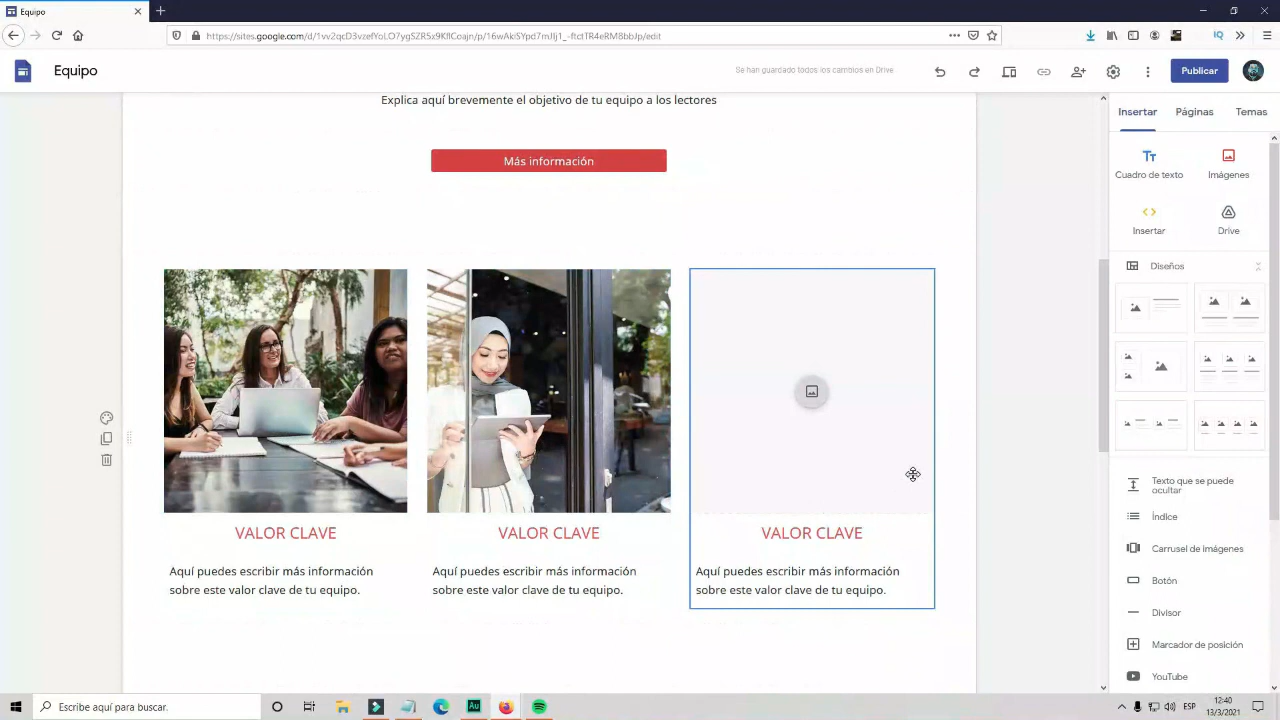 Equipo
https://sites.google.com/d/1vv2qcD3vzefYoLO7ygSZR5x9KflCoajn/p/16wAkiSYpd7mJIj1_-ftctTR4eRM8bbJp/edit
IQ
Equipo
Se han guardado todos los cambios en Drive
Publicar
Explica aquí brevemente el objetivo de tu equipo a los lectores
Más información
VALOR CLAVE
Aquí puedes escribir más información
sobre este valor clave de tu equipo.
VALOR CLAVE
Aquí puedes escribir más información
sobre este valor clave de tu equipo.
VALOR CLAVE
Aquí puedes escribir más información
sobre este valor clave de tu equipo.
Insertar
Páginas
Temas
Tт
Cuadro de texto
Imágenes
Insertar
Drive
Diseños
Texto que se puede
ocultar
Índice
Carrusel de imágenes
Botón
Divisor
Marcador de posición
YouTube
Escribe aquí para buscar.
Au
ESP
12:40
13/3/2021